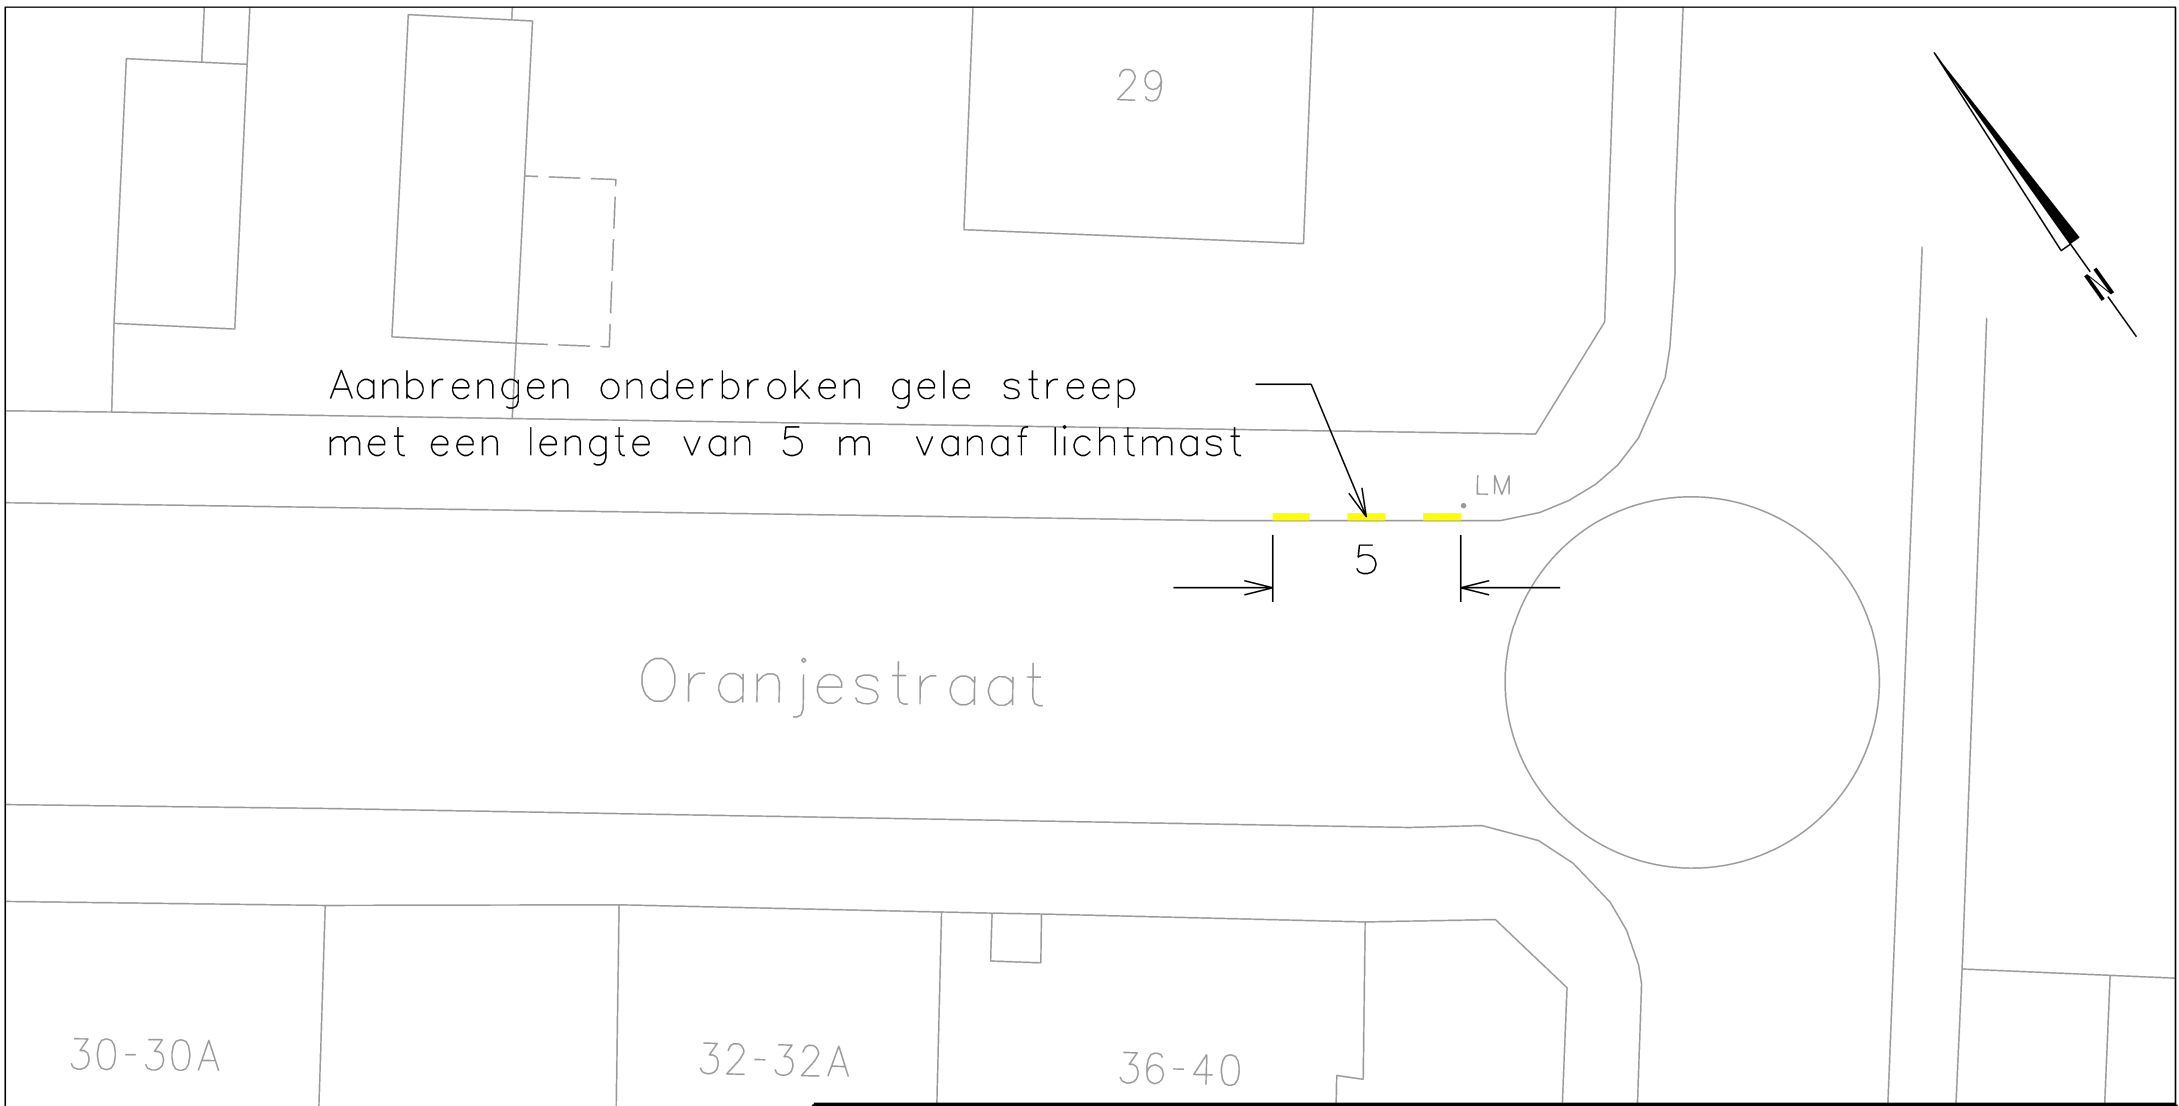 29
N
Aanbrengen onderbroken gele streep
met een lengte van 5 m vanaf lichtmast
LM
5
Oranjestraat
30-30A
32-32A
36-40